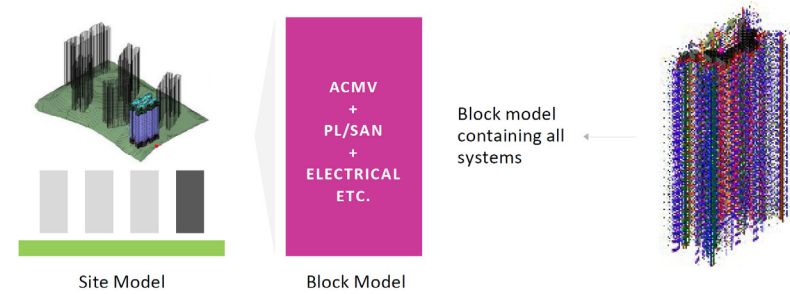 ACMV
+
PL/SAN
+
ELECTRICAL
ETC.
Block model
containing all
systems
Site Model
Block Model